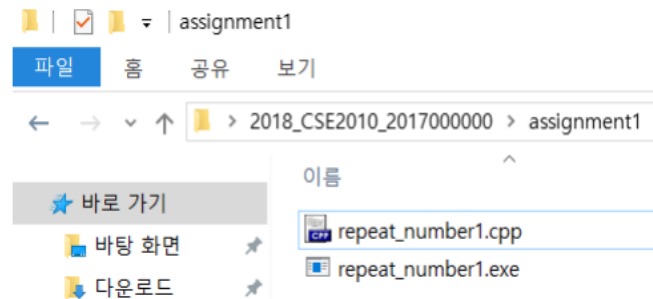 assignment1
파일 홈 공유 보기
2018_CSE2010_2017000000 > assignment1
이름
바로 가기
CPP repeat_number1.cpp
바탕 화면
repeat_number1.exe
다운로드